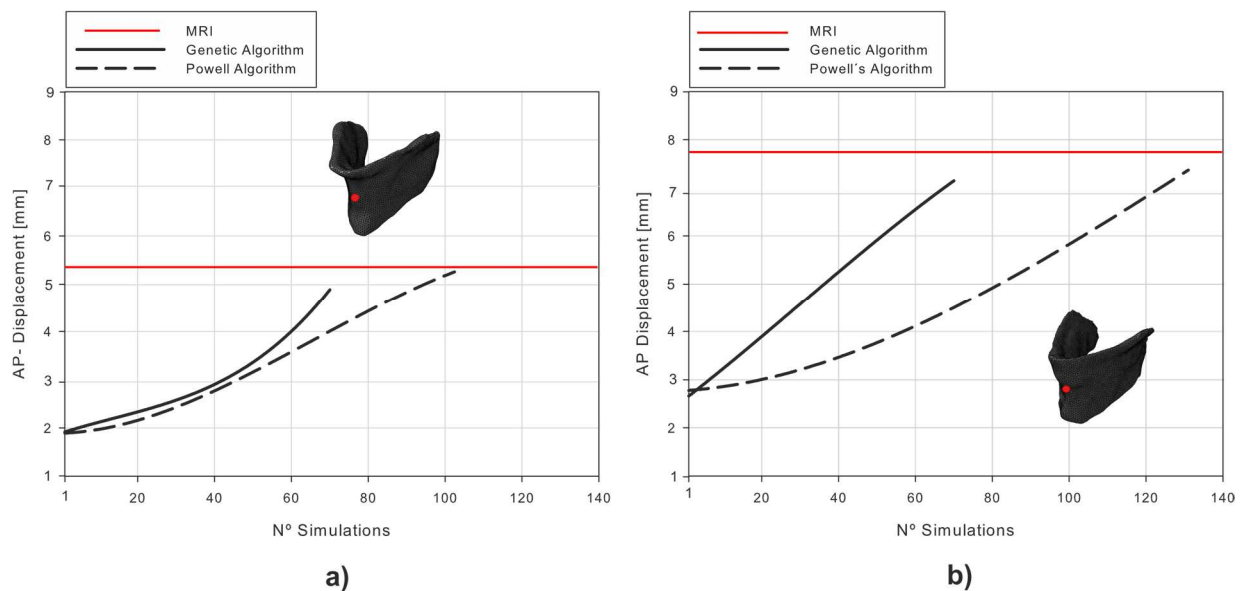 MRI
Genetic Algorithm
Powell Algorithm
9
8
7
6
5
4
3
2
1
AP- Displacement [mm]
1 20 40 60 80 100 120 140
Nº Simulations
a)
MRI
Genetic Algorithm
Powell´s Algorithm
9
8
7
6
5
4
3
2
1
AP Displacement [mm]
1 20 40 60 80 100 120 140
Nº Simulations
b)